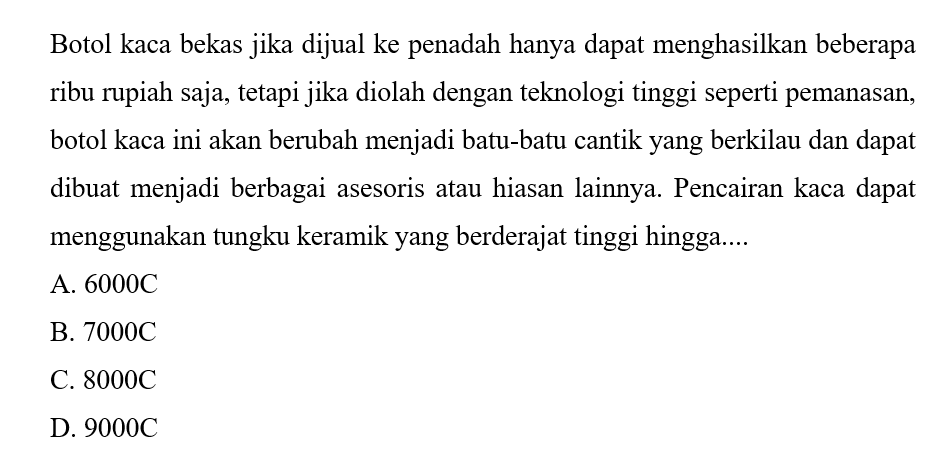 Botol kaca bekas jika dijual ke penadah hanya dapat menghasilkan beberapa
ribu rupiah saja, tetapi jika diolah dengan teknologi tinggi seperti pemanasan,
botol kaca ini akan berubah menjadi batu-batu cantik yang berkilau dan dapat
dibuat menjadi berbagai asesoris atau hiasan lainnya. Pencairan kaca dapat
menggunakan tungku keramik yang berderajat tinggi hingga....
A. 6000C
B. 7000C
C. 8000C
D. 9000C